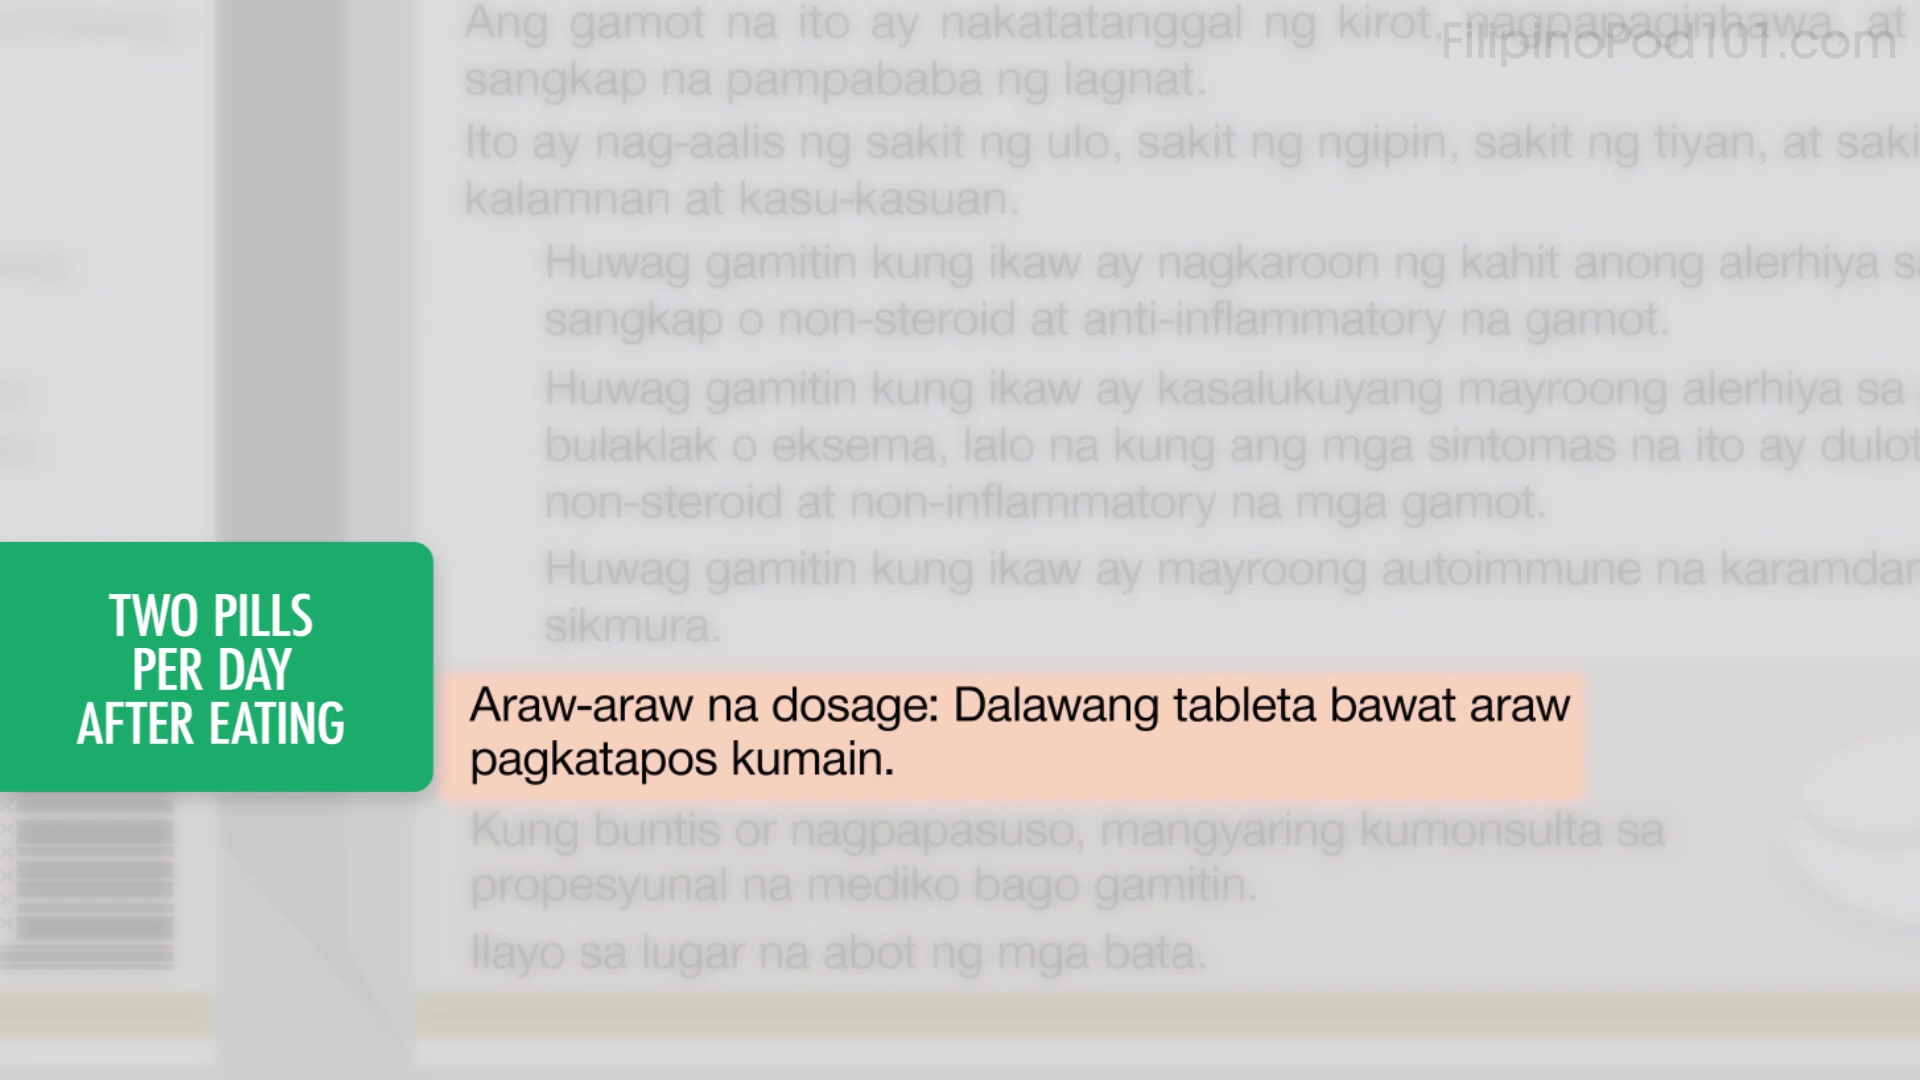 Ang gamot na ito ay nakatatanggal ng kirot, nagpapaginhawa, at
FilipinoPod101.com
sangkap na pampababa ng lagnat.
Ito ay nag-aalis ng sakit ng ulo, sakit ng ngipin, sakit ng tiyan, at saki
kalamnan at kasu-kasuan.
Huwag gamitin kung ikaw ay nagkaroon ng kahit anong alerhiya sa
sangkap o non-steroid at anti-inflammatory na gamot.
Huwag gamitin kung ikaw ay kasalukuyang mayroong alerhiya sa
bulaklak o eksema, lalo na kung ang mga sintomas na ito ay dulot
non-steroid at non-inflammatory na mga gamot.
Huwag gamitin kung ikaw ay mayroong autoimmune na karamdam
sikmura.
TWO PILLS
PER DAY
AFTER EATING
Araw-araw na dosage: Dalawang tableta bawat araw
pagkatapos kumain.
Kung buntis or nagpapasuso, mangyaring kumonsulta sa
propesyunal na mediko bago gamitin.
Ilayo sa lugar na abot ng mga bata.